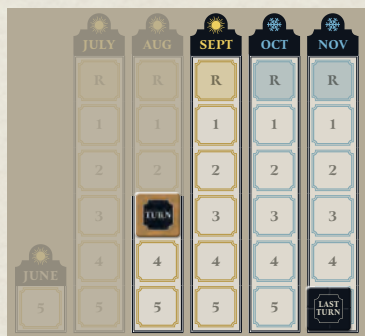 JULY AUG SEPT OCT NOV
R R R R R
1 1 1 1 1
2 2 2 2 2
3 TURN 3 3 3
JUNE 4 4 4 4 4
5 5 5 5 5 LAST
TURN